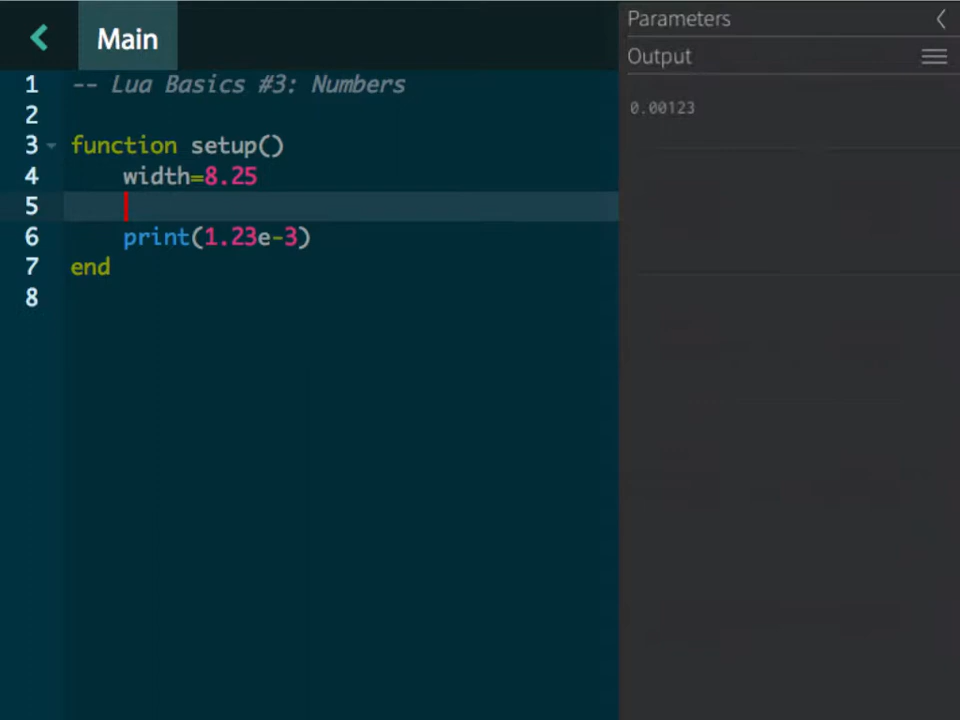 Main
Parameters
Output
0.00123
1 -- Lua Basics #3: Numbers
2
3 function setup()
4 width=8.25
5
6 print(1.23e-3)
7 end
8